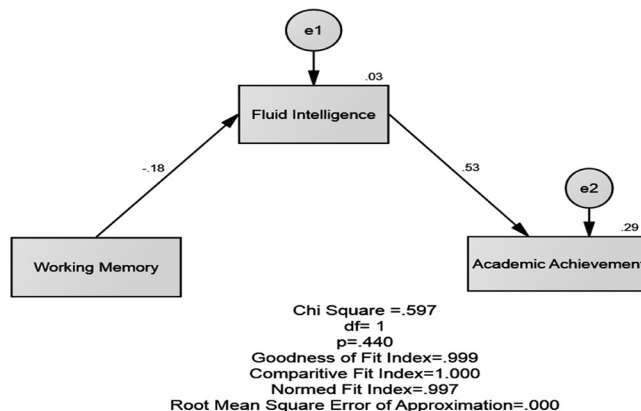 e1
.03
Fluid Intelligence
-.18
.53
e2
.29
Working Memory
Academic Achievement
Chi Square =.597
df= 1
p=.440
Goodness of Fit Index=.999
Comparitive Fit Index=1.000
Normed Fit Index=.997
Root Mean Square Error of Approximation=.000